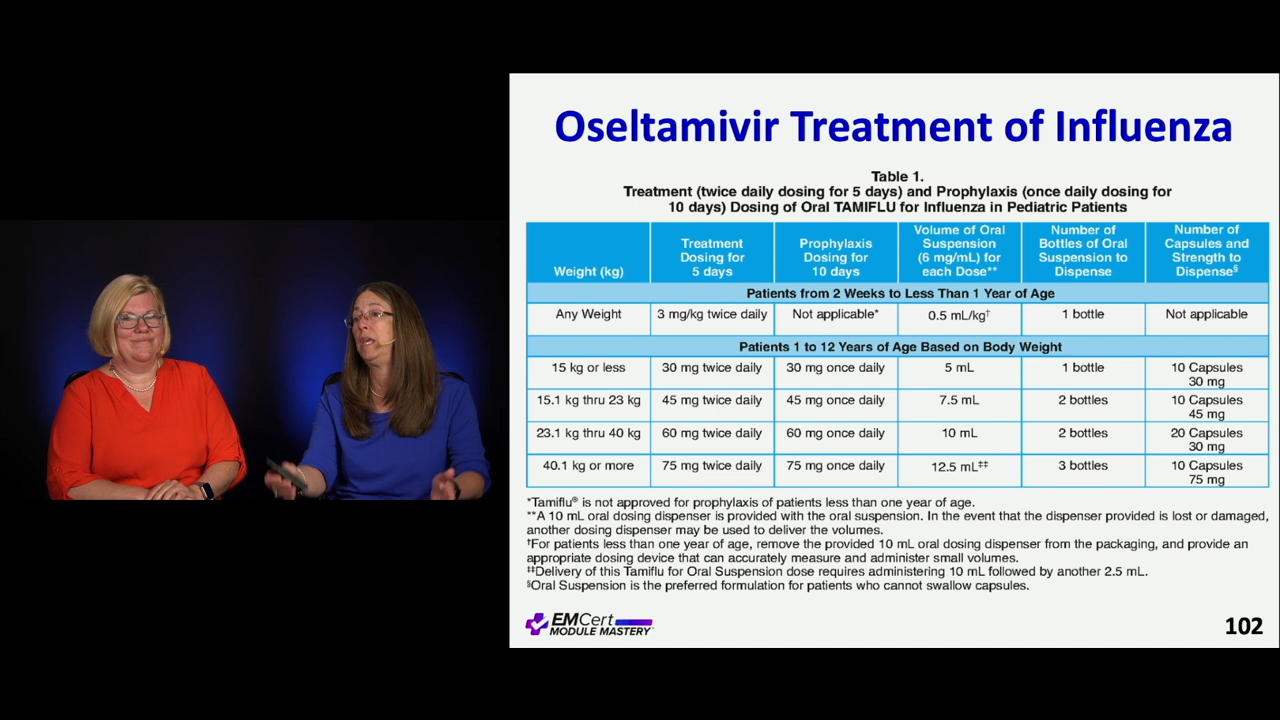 Oseltamivir Treatment of Influenza
Table 1.
Treatment (twice daily dosing for 5 days) and Prophylaxis (once daily dosing for
10 days) Dosing of Oral TAMIFLU for Influenza in Pediatric Patients
Weight (kg)
Treatment
Dosing for
5 days
Prophylaxis
Dosing for
10 days
Volume of Oral
Suspension
(6 mg/mL) for
each Dose**
Number of
Bottles of Oral
Suspension to
Dispense
Number of
Capsules and
Strength to
Dispense§
Patients from 2 Weeks to Less Than 1 Year of Age
Any Weight 3 mg/kg twice daily Not applicable* 0.5 mL/kg† 1 bottle Not applicable
Patients 1 to 12 Years of Age Based on Body Weight
15 kg or less 30 mg twice daily 30 mg once daily 5 mL 1 bottle 10 Capsules
30 mg
15.1 kg thru 23 kg 45 mg twice daily 45 mg once daily 7.5 mL 2 bottles 10 Capsules
45 mg
23.1 kg thru 40 kg 60 mg twice daily 60 mg once daily 10 mL 2 bottles 20 Capsules
30 mg
40.1 kg or more 75 mg twice daily 75 mg once daily 12.5 mL‡‡ 3 bottles 10 Capsules
75 mg
*Tamiflu® is not approved for prophylaxis of patients less than one year of age.
**A 10 mL oral dosing dispenser is provided with the oral suspension. In the event that the dispenser provided is lost or damaged,
another dosing dispenser may be used to deliver the volumes.
†For patients less than one year of age, remove the provided 10 mL oral dosing dispenser from the packaging, and provide an
appropriate dosing device that can accurately measure and administer small volumes.
‡‡Delivery of this Tamiflu for Oral Suspension dose requires administering 10 mL followed by another 2.5 mL.
§Oral Suspension is the preferred formulation for patients who cannot swallow capsules.
EMCert
MODULE MASTERY
102